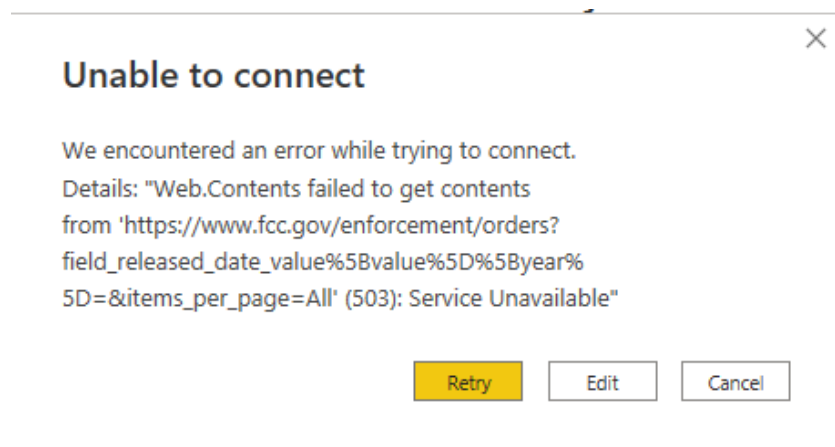 Unable to connect
We encountered an error while trying to connect.
Details: "Web.Contents failed to get contents
from 'https://www.fcc.gov/enforcement/orders?
field_released_date_value%5Bvalue%5D%5Byear%
5D=&items_per_page=All' (503): Service Unavailable"
Retry Edit Cancel